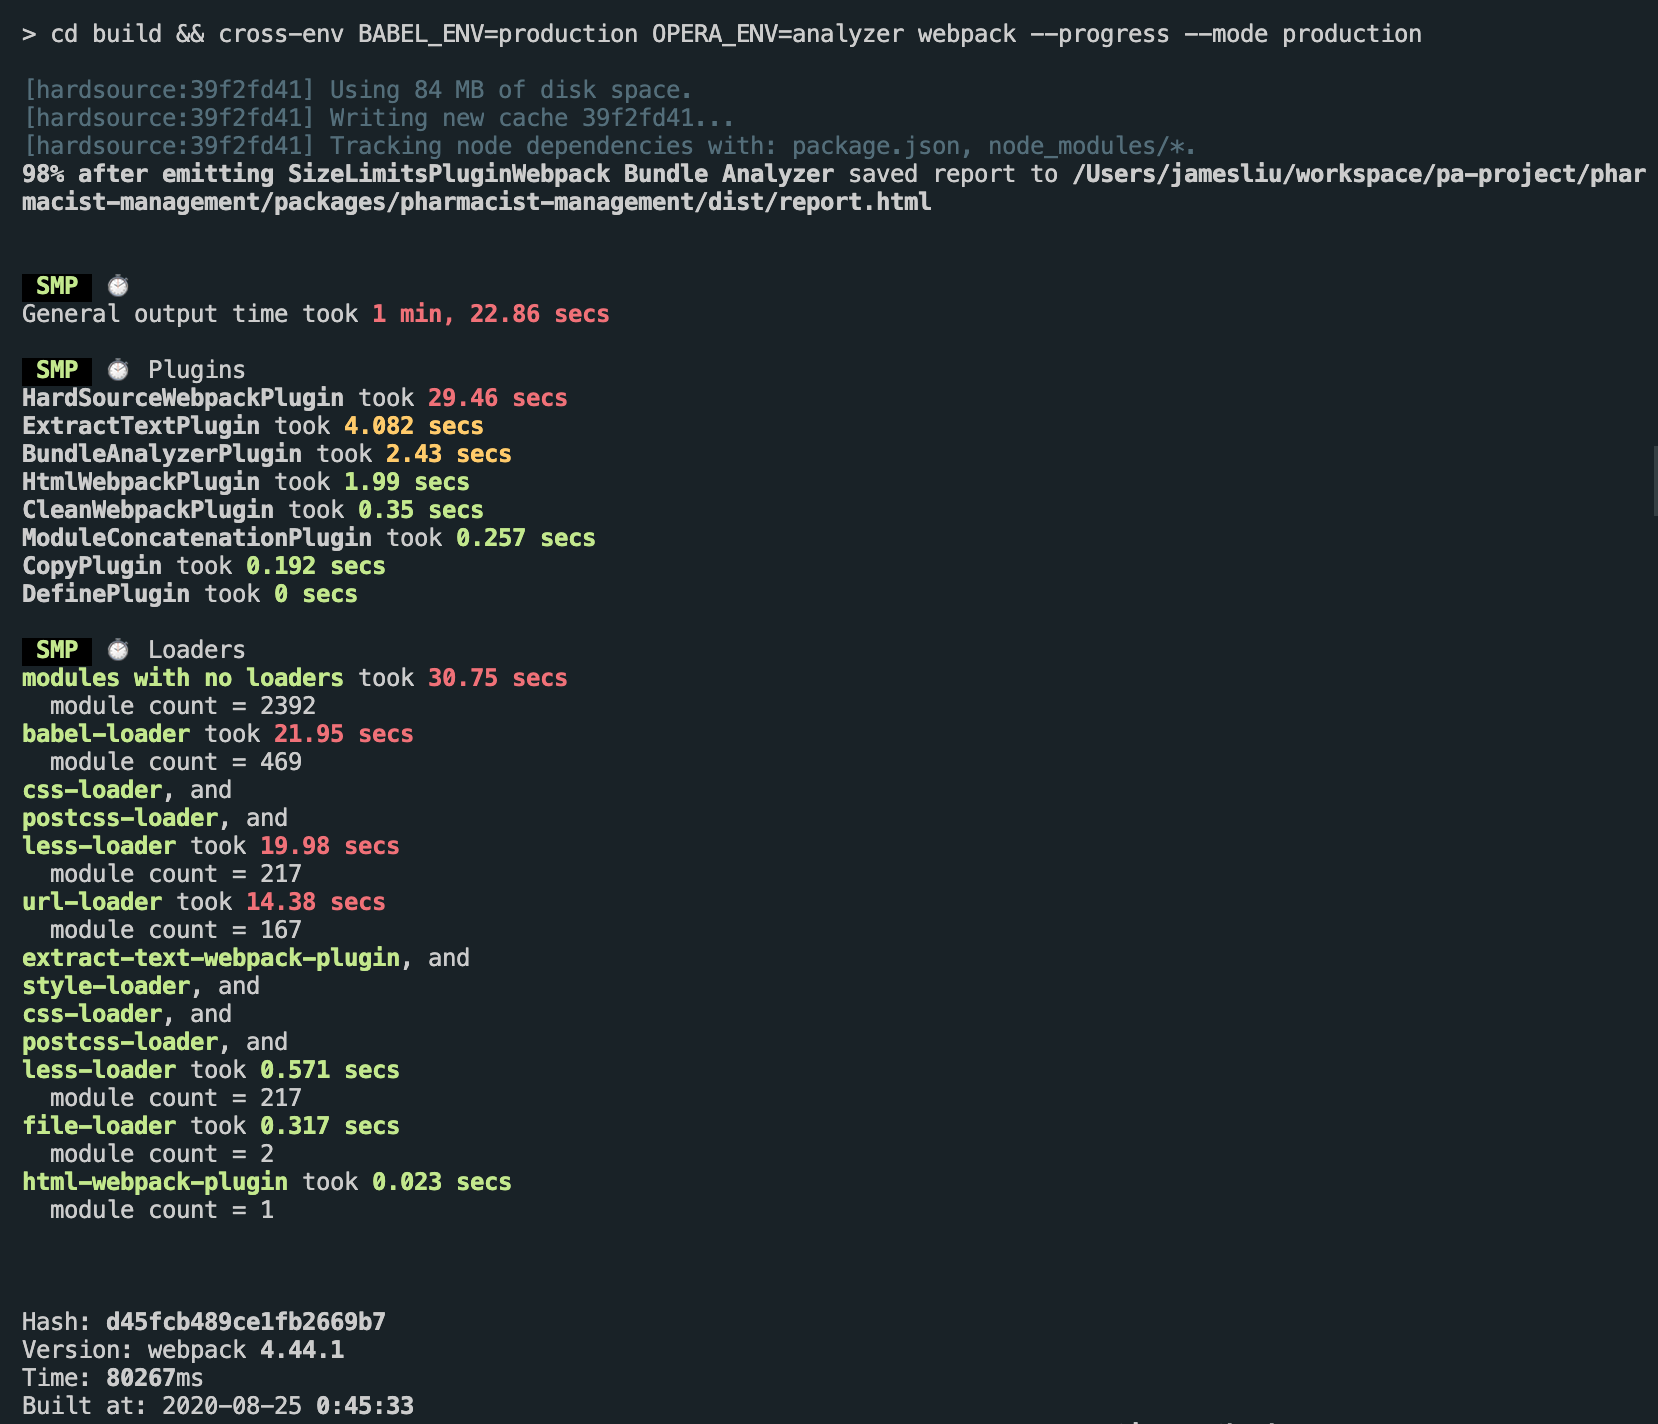 > cd build && cross-env BABEL_ENV=production OPERA_ENV=analyzer webpack --progress --mode production
[hardsource:39f2fd41] Using 84 MB of disk space.
[hardsource:39f2fd41] Writing new cache 39f2fd41...
[hardsource:39f2fd41] Tracking node dependencies with: package.json, node_modules/*.
98% after emitting SizeLimitsPluginWebpack Bundle Analyzer saved report to /Users/jamesliu/workspace/pa-project/phar
macist-management/packages/pharmacist-management/dist/report.html
SMP ⏱
General output time took 1 min, 22.86 secs
SMP ⏱ Plugins
HardSourceWebpackPlugin took 29.46 secs
ExtractTextPlugin took 4.082 secs
BundleAnalyzerPlugin took 2.43 secs
HtmlWebpackPlugin took 1.99 secs
CleanWebpackPlugin took 0.35 secs
ModuleConcatenationPlugin took 0.257 secs
CopyPlugin took 0.192 secs
DefinePlugin took 0 secs
SMP ⏱ Loaders
modules with no loaders took 30.75 secs
module count = 2392
babel-loader took 21.95 secs
module count = 469
css-loader, and
postcss-loader, and
less-loader took 19.98 secs
module count = 217
url-loader took 14.38 secs
module count = 167
extract-text-webpack-plugin, and
style-loader, and
css-loader, and
postcss-loader, and
less-loader took 0.571 secs
module count = 217
file-loader took 0.317 secs
module count = 2
html-webpack-plugin took 0.023 secs
module count = 1
Hash: d45fcb489ce1fb2669b7
Version: webpack 4.44.1
Time: 80267ms
Built at: 2020-08-25 0:45:33